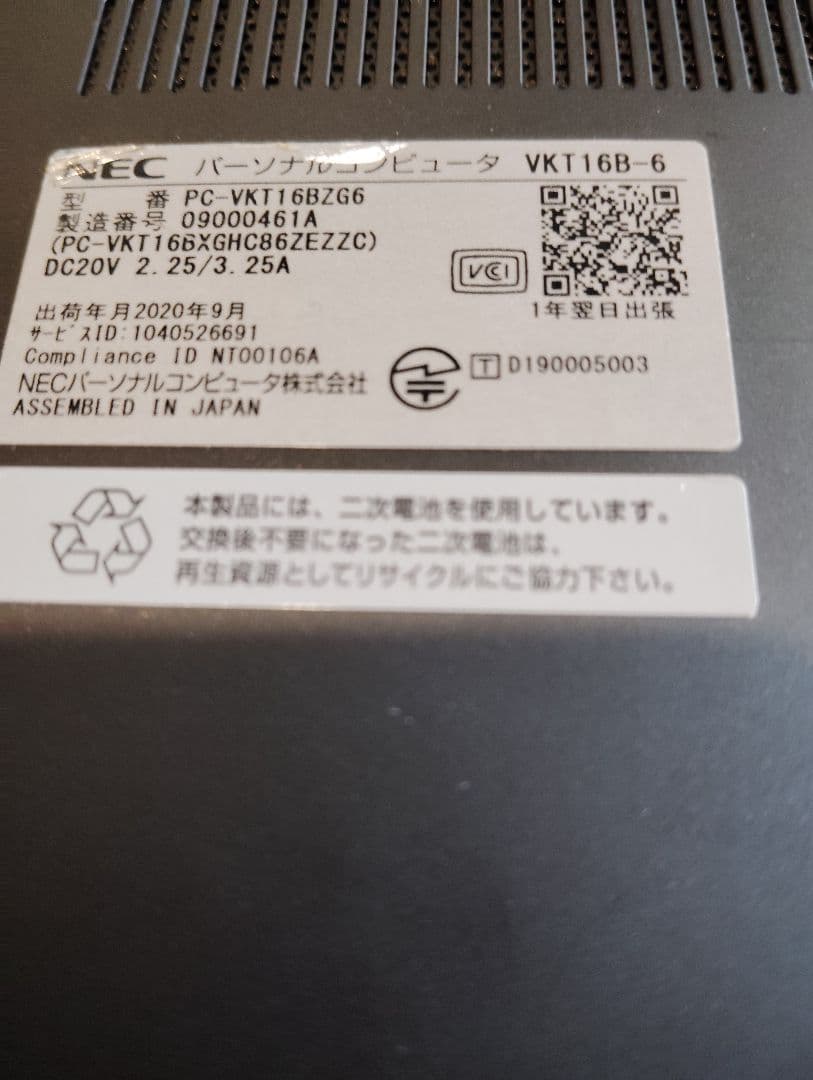 NEC パーソナルコンピュータ VKT16B-6
型 番 PC-VKT16BZG6
製造番号 09000461A
(PC-VKT16BXGHC86ZEZZC)
DC20V 2.25/3.25A
VCCI
1年翌日出張
出荷年月2020年9月
サービスID:1040526691
Compliance ID NT00106A
T D190005003
NECパーソナルコンピュータ株式会社
ASSEMBLED IN JAPAN
本製品には、二次電池を使用しています。
交換後不要になった二次電池は、
再生資源としてリサイクルにご協力下さい。